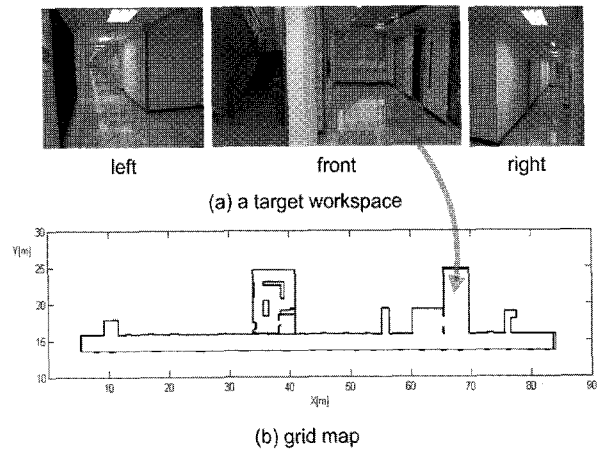 left front right
(a) a target workspace
Y[m]
30
25
20
15
10
10 20 30 40 50 60 70 80 90
X[m]
(b) grid map